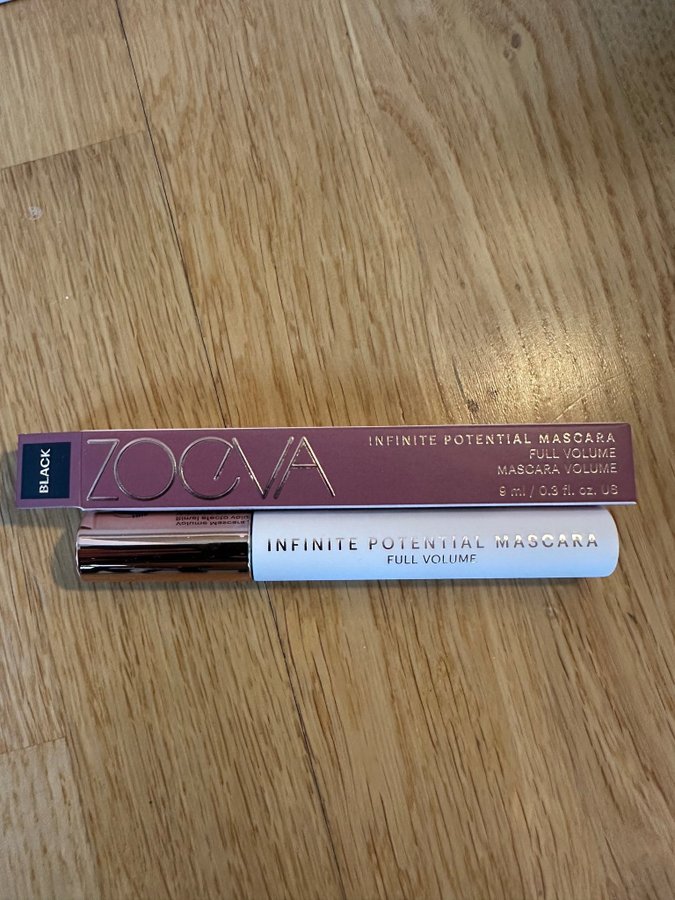 BLACK
ZOEVA
INFINITE POTENTIAL MASCARA
FULL VOLUME
MASCARA VOLUME
9 ml / 0.3 fl. oz. US
INFINITE POTENTIAL MASCARA
FULL VOLUME